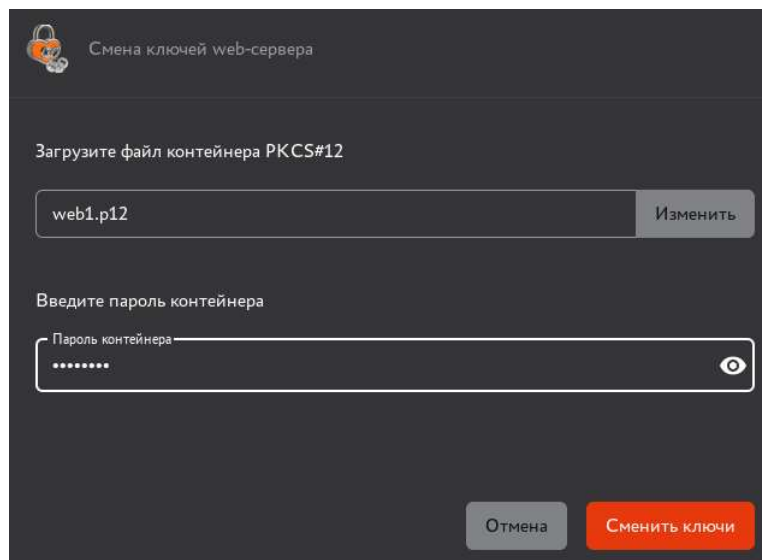 Смена ключей web-сервера
Загрузите файл контейнера PKCS#12
web1.p12
Изменить
Введите пароль контейнера
Пароль контейнера
••••••••
Отмена
Сменить ключи